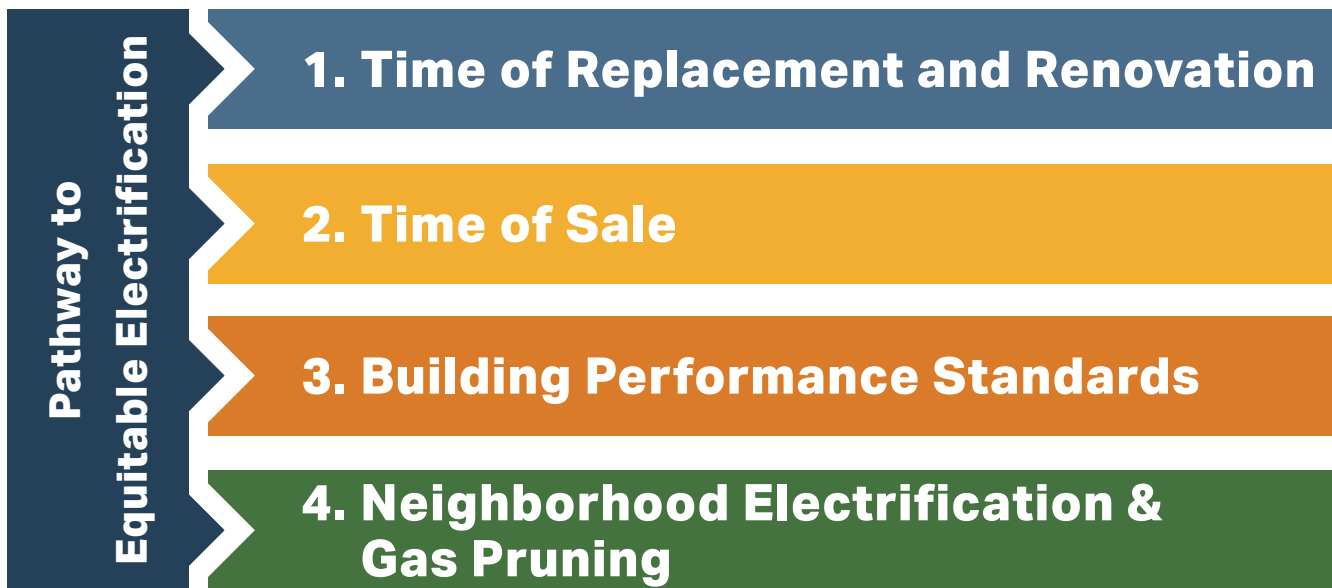 Pathway to
Equitable Electrification
1. Time of Replacement and Renovation
2. Time of Sale
3. Building Performance Standards
4. Neighborhood Electrification &
Gas Pruning